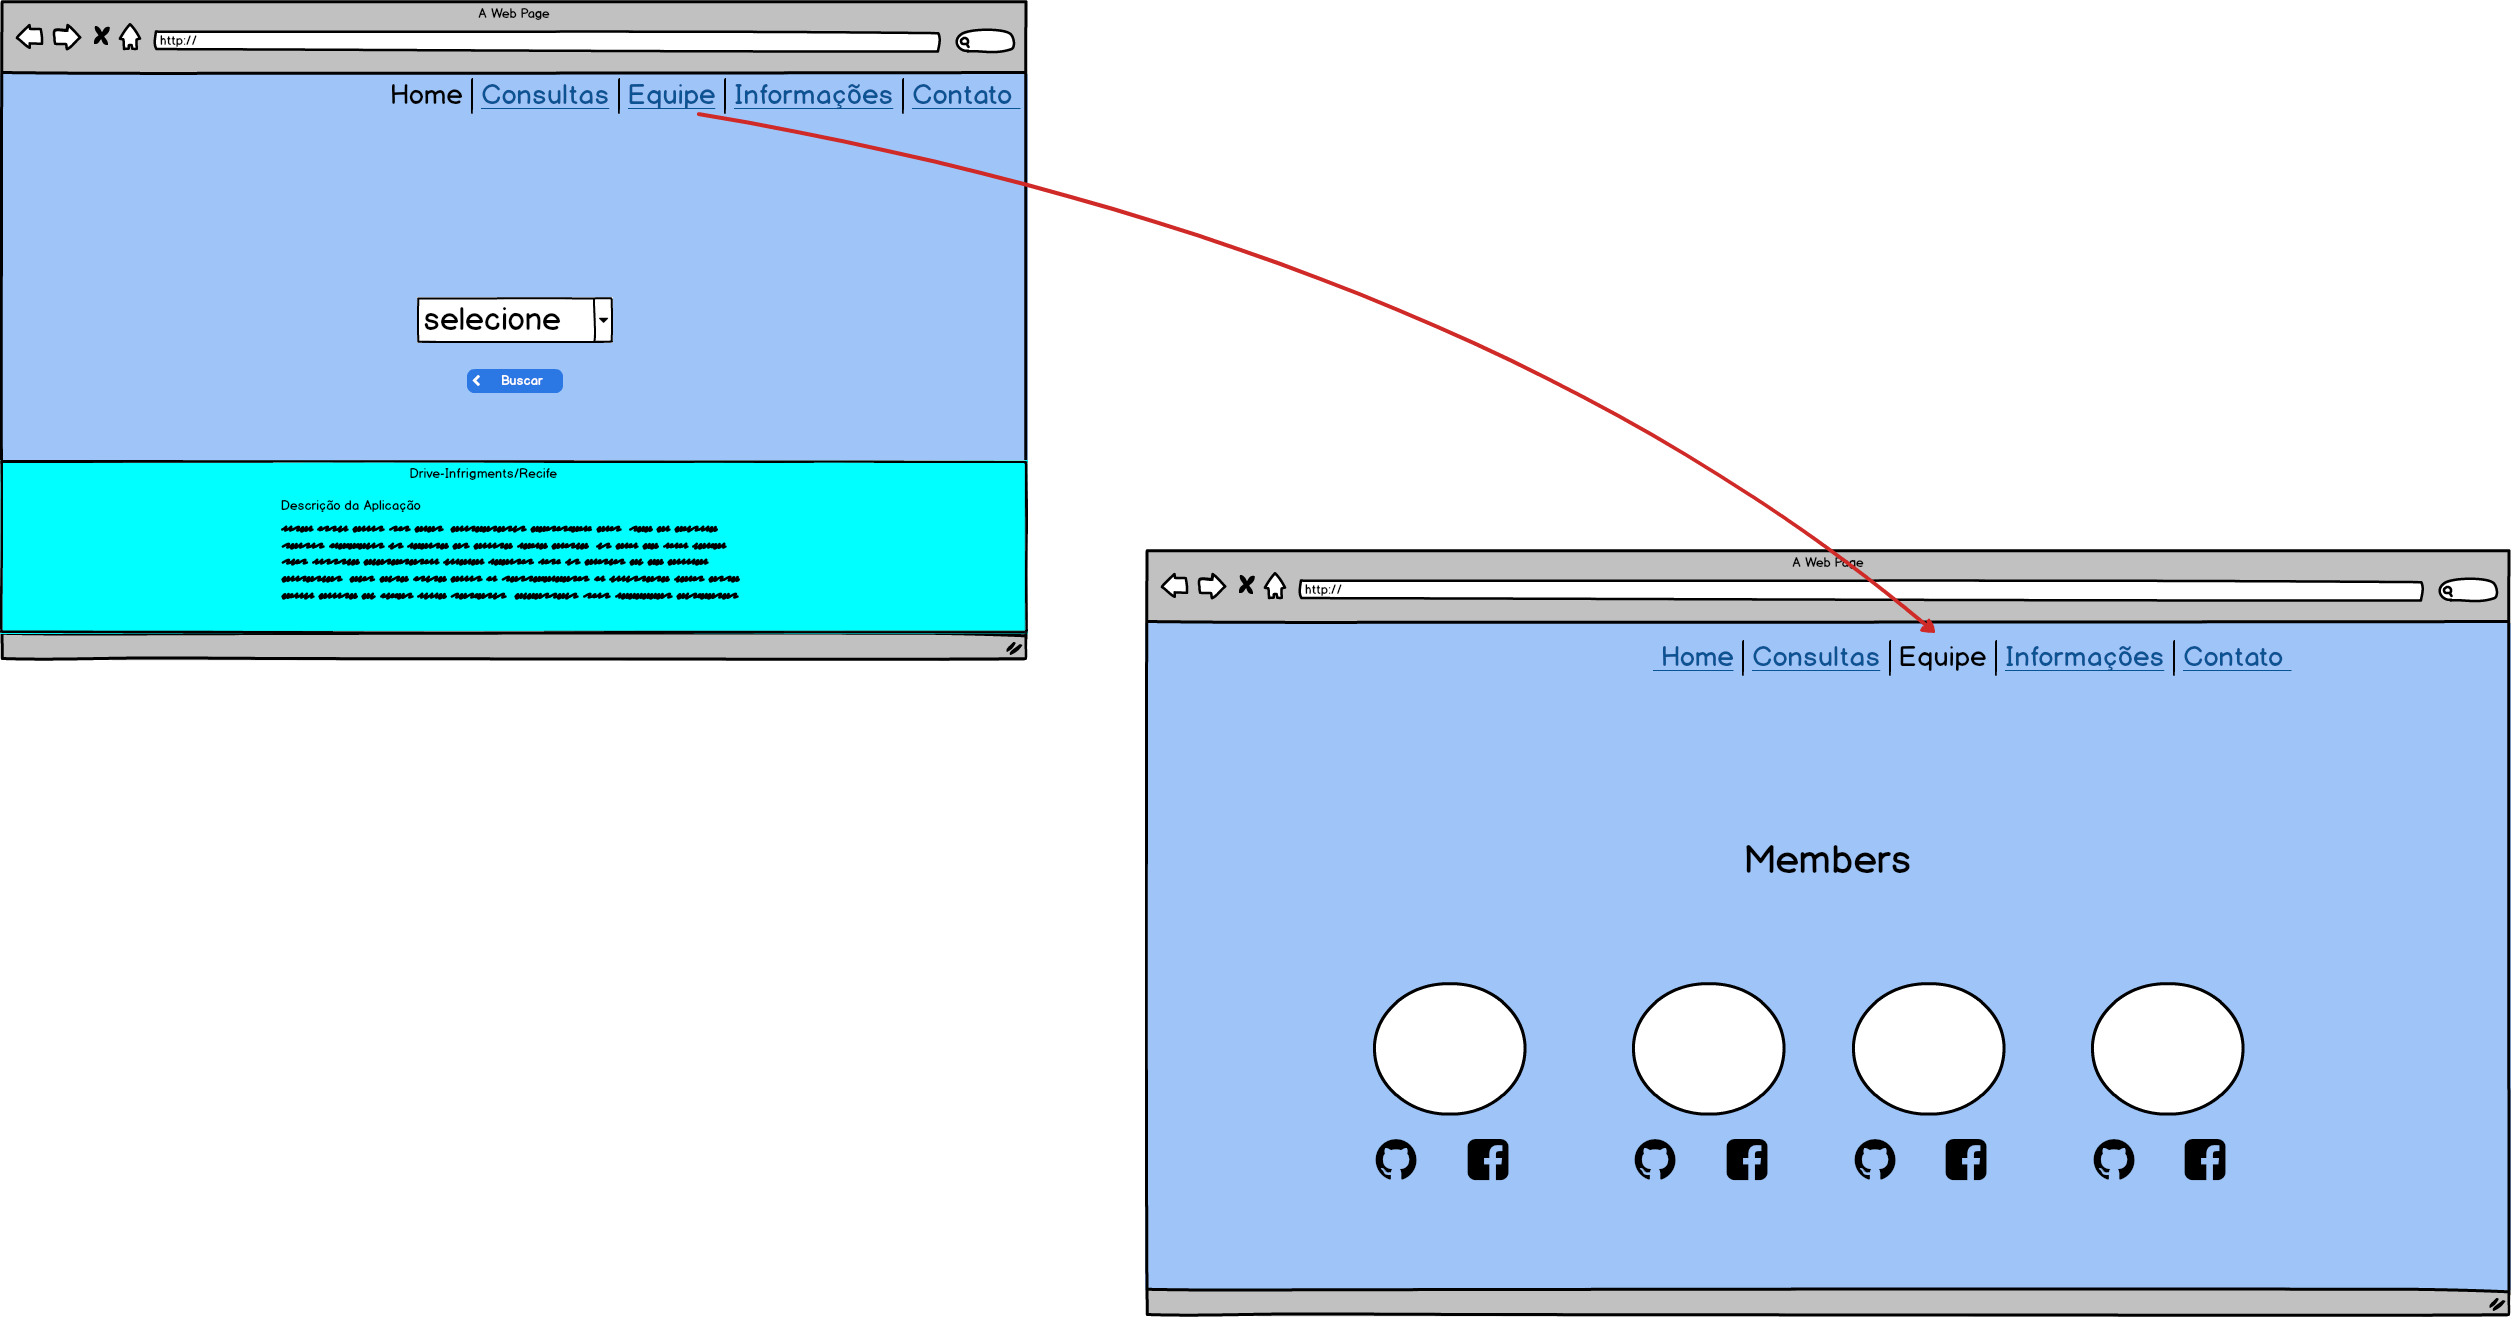 A Web Page
http://
Home Consultas Equipe Informações Contato
selecione
Buscar
Drive-Infrigments/Recife
Descrição da Aplicação
A Web Page
http://
Home Consultas Equipe Informações Contato
Members